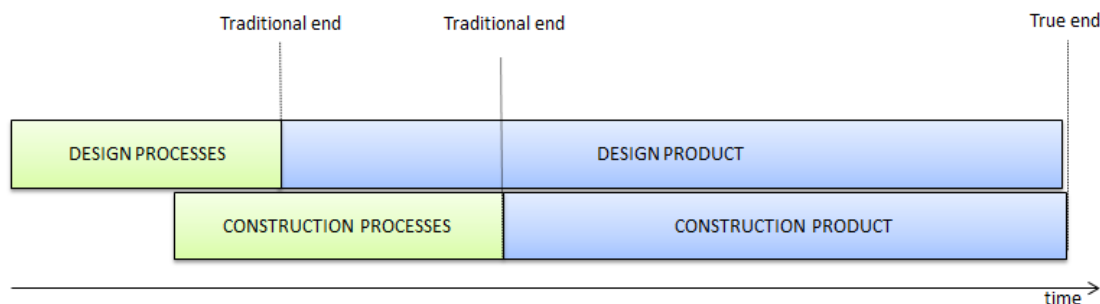 Traditional end
Traditional end
True end
DESIGN PROCESSES
DESIGN PRODUCT
CONSTRUCTION PROCESSES
CONSTRUCTION PRODUCT
time